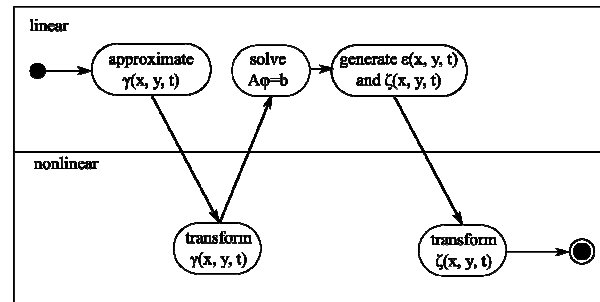 linear
approximate
γ(x, y, t)
solve
Aφ=b
generate ε(x, y, t)
and ζ(x, y, t)
nonlinear
transform
γ(x, y, t)
transform
ζ(x, y, t)